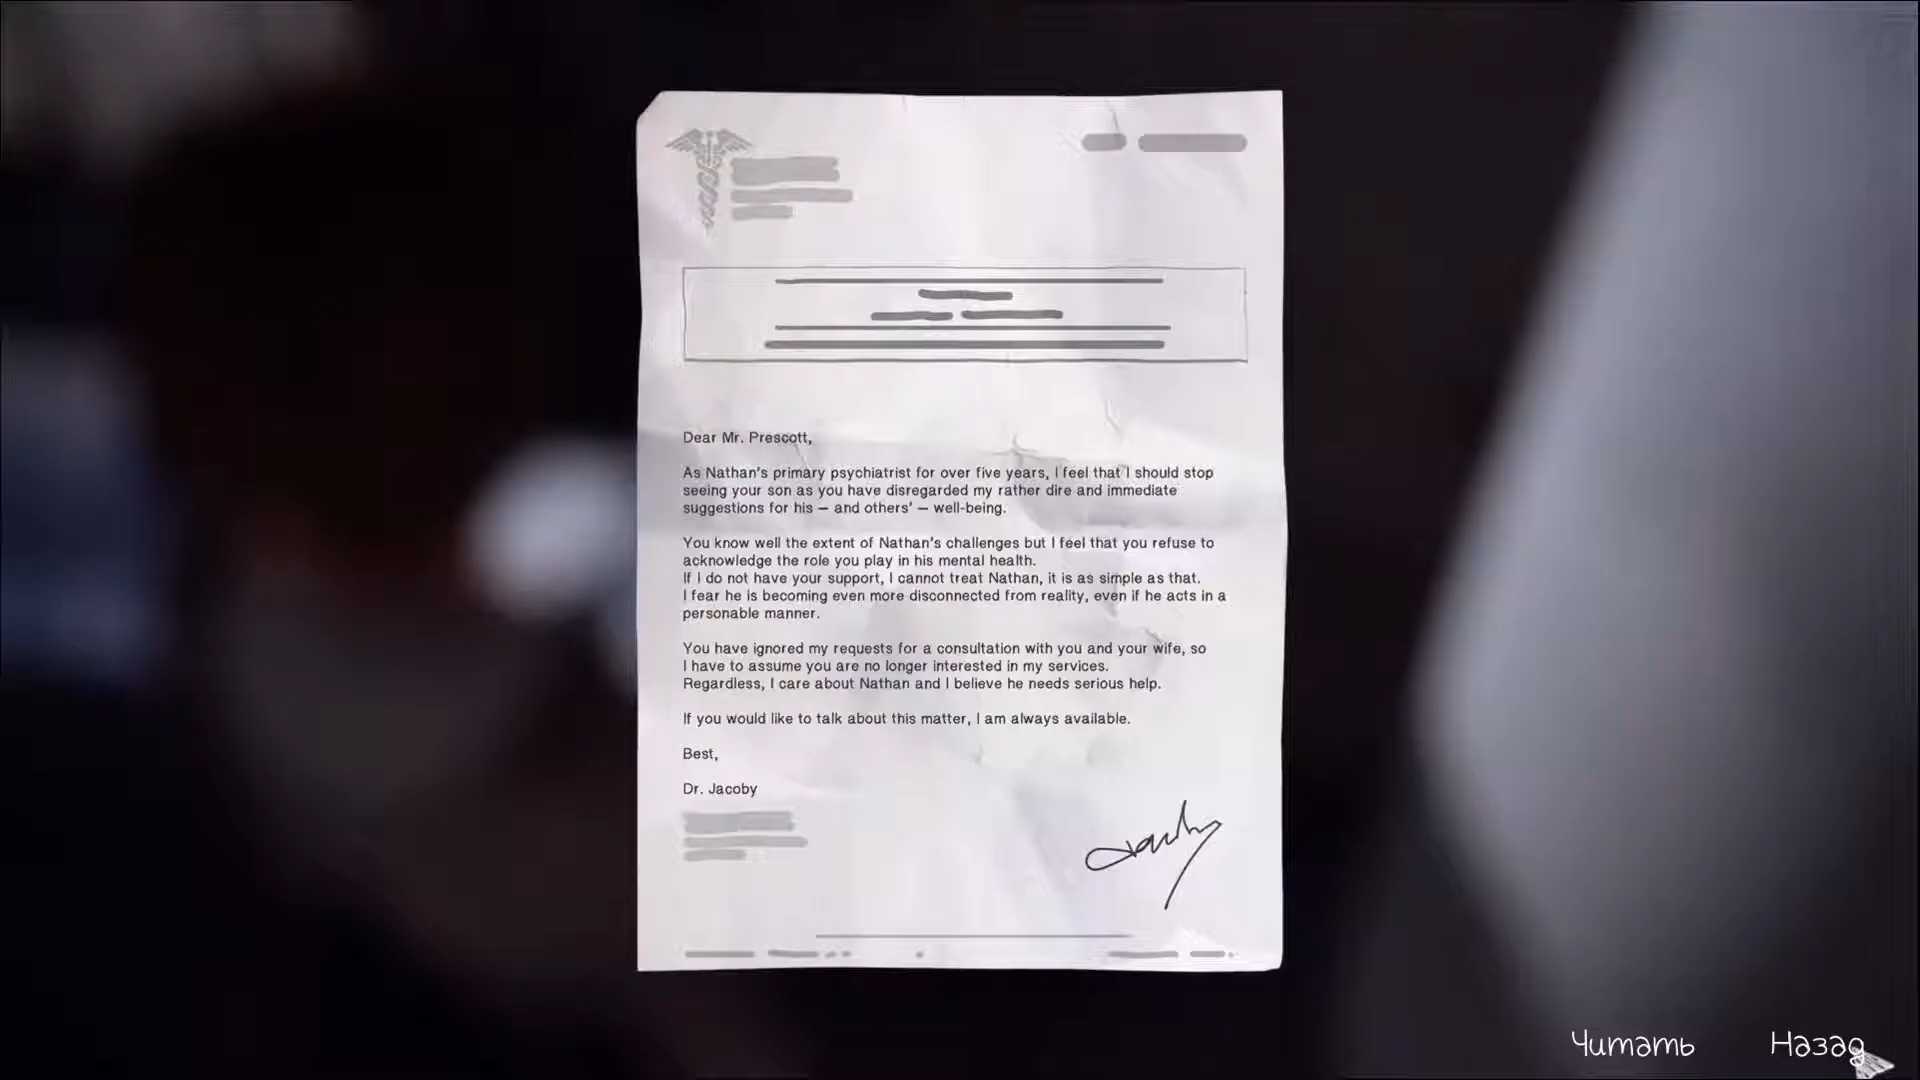 Dear Mr. Prescott,
As Nathan's primary psychiatrist for over five years, I feel that I should stop
seeing your son as you have disregarded my rather dire and immediate
suggestions for his – and others' – well-being.
You know well the extent of Nathan's challenges but I feel that you refuse to
acknowledge the role you play in his mental health.
If I do not have your support, I cannot treat Nathan, it is as simple as that.
I fear he is becoming even more disconnected from reality, even if he acts in a
personable manner.
You have ignored my requests for a consultation with you and your wife, so
I have to assume you are no longer interested in my services.
Regardless, I care about Nathan and I believe he needs serious help.
If you would like to talk about this matter, I am always available.
Best,
Dr. Jacoby
Читать Назад